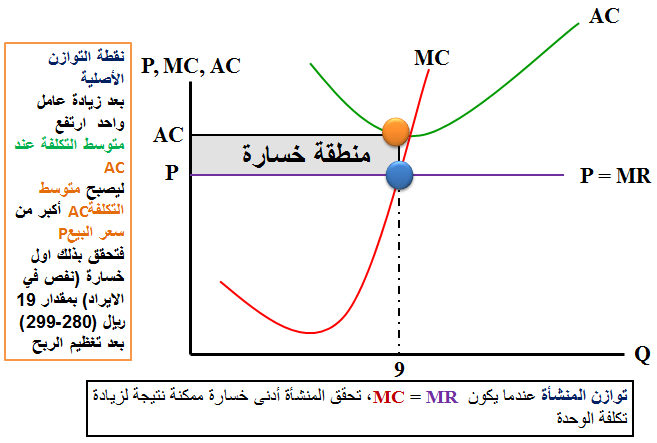 نقطة التوازن
الأصلية
بعد زيادة عامل
واحد ارتفع
متوسط التكلفة عند
AC
ليصبح متوسط
التكلفةAC أكبر من
سعر البيعP
فتحقق بذلك اول
خسارة (نفص في
الايراد) بمقدار 19
ريال (280-299)
بعد تعظيم الربح
P, MC, AC
MC
AC
AC
منطقة خسارة
P
P = MR
Q
9
توازن المنشأة عندما يكون MC = MR، تحقق المنشأة أدنى خسارة ممكنة نتيجة لزيادة
تكلفة الوحدة